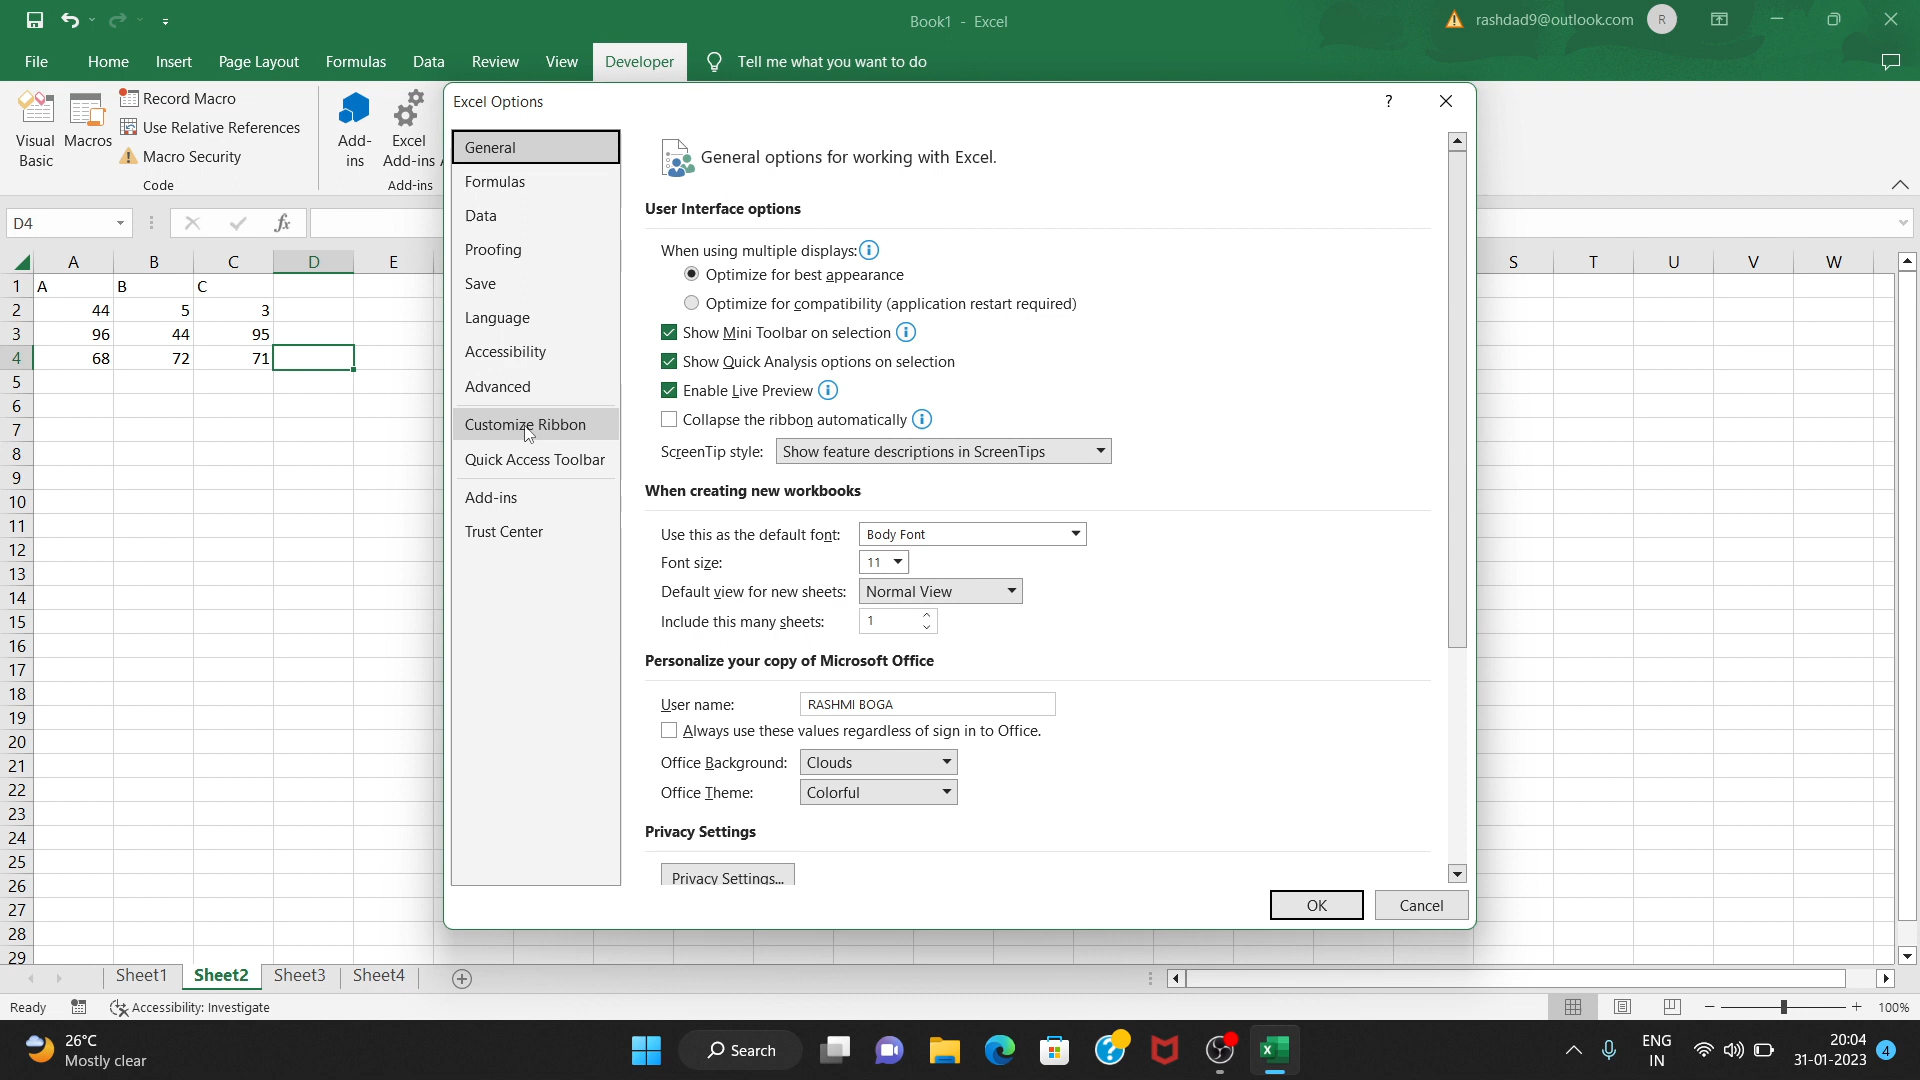 Book1 - Excel
rashdad9@outlook.com
R
File Home Insert Page Layout Formulas Data Review View Developer Tell me what you want to do
Visual Basic
Macros
Record Macro
Use Relative References
Macro Security
Code
Add-ins
Excel Add-ins
Add-ins
D4
fx
A B C D E S T U V W
1 A B C
2 44 5 3
3 96 44 95
4 68 72 71
5
6
7
8
9
10
11
12
13
14
15
16
17
18
19
20
21
22
23
24
25
26
27
28
29
Excel Options
?
General
Formulas
Data
Proofing
Save
Language
Accessibility
Advanced
Customize Ribbon
Quick Access Toolbar
Add-ins
Trust Center
General options for working with Excel.
User Interface options
When using multiple displays:
Optimize for best appearance
Optimize for compatibility (application restart required)
Show Mini Toolbar on selection
Show Quick Analysis options on selection
Enable Live Preview
Collapse the ribbon automatically
ScreenTip style: Show feature descriptions in ScreenTips
When creating new workbooks
Use this as the default font: Body Font
Font size: 11
Default view for new sheets: Normal View
Include this many sheets: 1
Personalize your copy of Microsoft Office
User name: RASHMI BOGA
Always use these values regardless of sign in to Office.
Office Background: Clouds
Office Theme: Colorful
Privacy Settings
Privacy Settings...
OK Cancel
Sheet1 Sheet2 Sheet3 Sheet4
Ready Accessibility: Investigate 100%
26°C
Mostly clear
Search
ENG
IN
20:04
31-01-2023
4